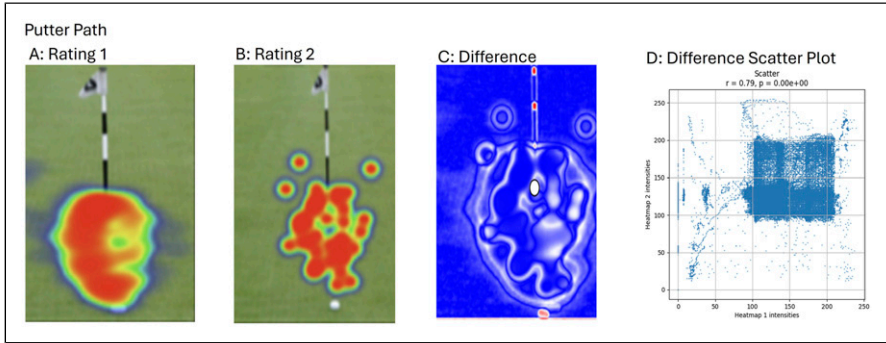 Putter Path
A: Rating 1
B: Rating 2
C: Difference
D: Difference Scatter Plot
Scatter
r = 0.79, p = 0.00e+00
Heatmap 2 intensities
250
200
150
100
50
0
0
50
100
150
200
250
Heatmap 1 intensities